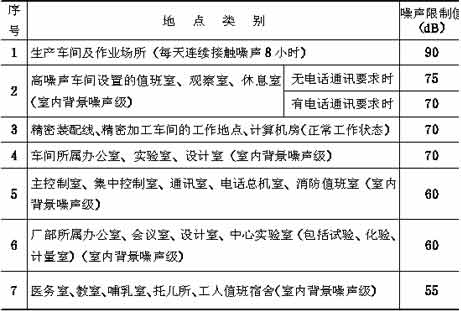 序号 地点类别 噪声限制值(dB)
1 生产车间及作业场所（每天连续接触噪声8小时） 90
2 高噪声车间设置的值班室、观察室、休息室(室内背景噪声级) 无电话通讯要求时 75
有电话通讯要求时 70
3 精密装配线、精密加工车间的工作地点、计算机房(正常工作状态) 70
4 车间所属办公室、实验室、设计室（室内背景噪声级） 70
5 主控制室、集中控制室、通讯室、电话总机室、消防值班室（室内
背景噪声级） 60
6 厂部所属办公室、会议室、设计室、中心实验室(包括试验、化验、
计量室)（室内背景噪声级） 60
7 医务室、教室、哺乳室、托儿所、工人值班宿舍(室内背景噪声级) 55